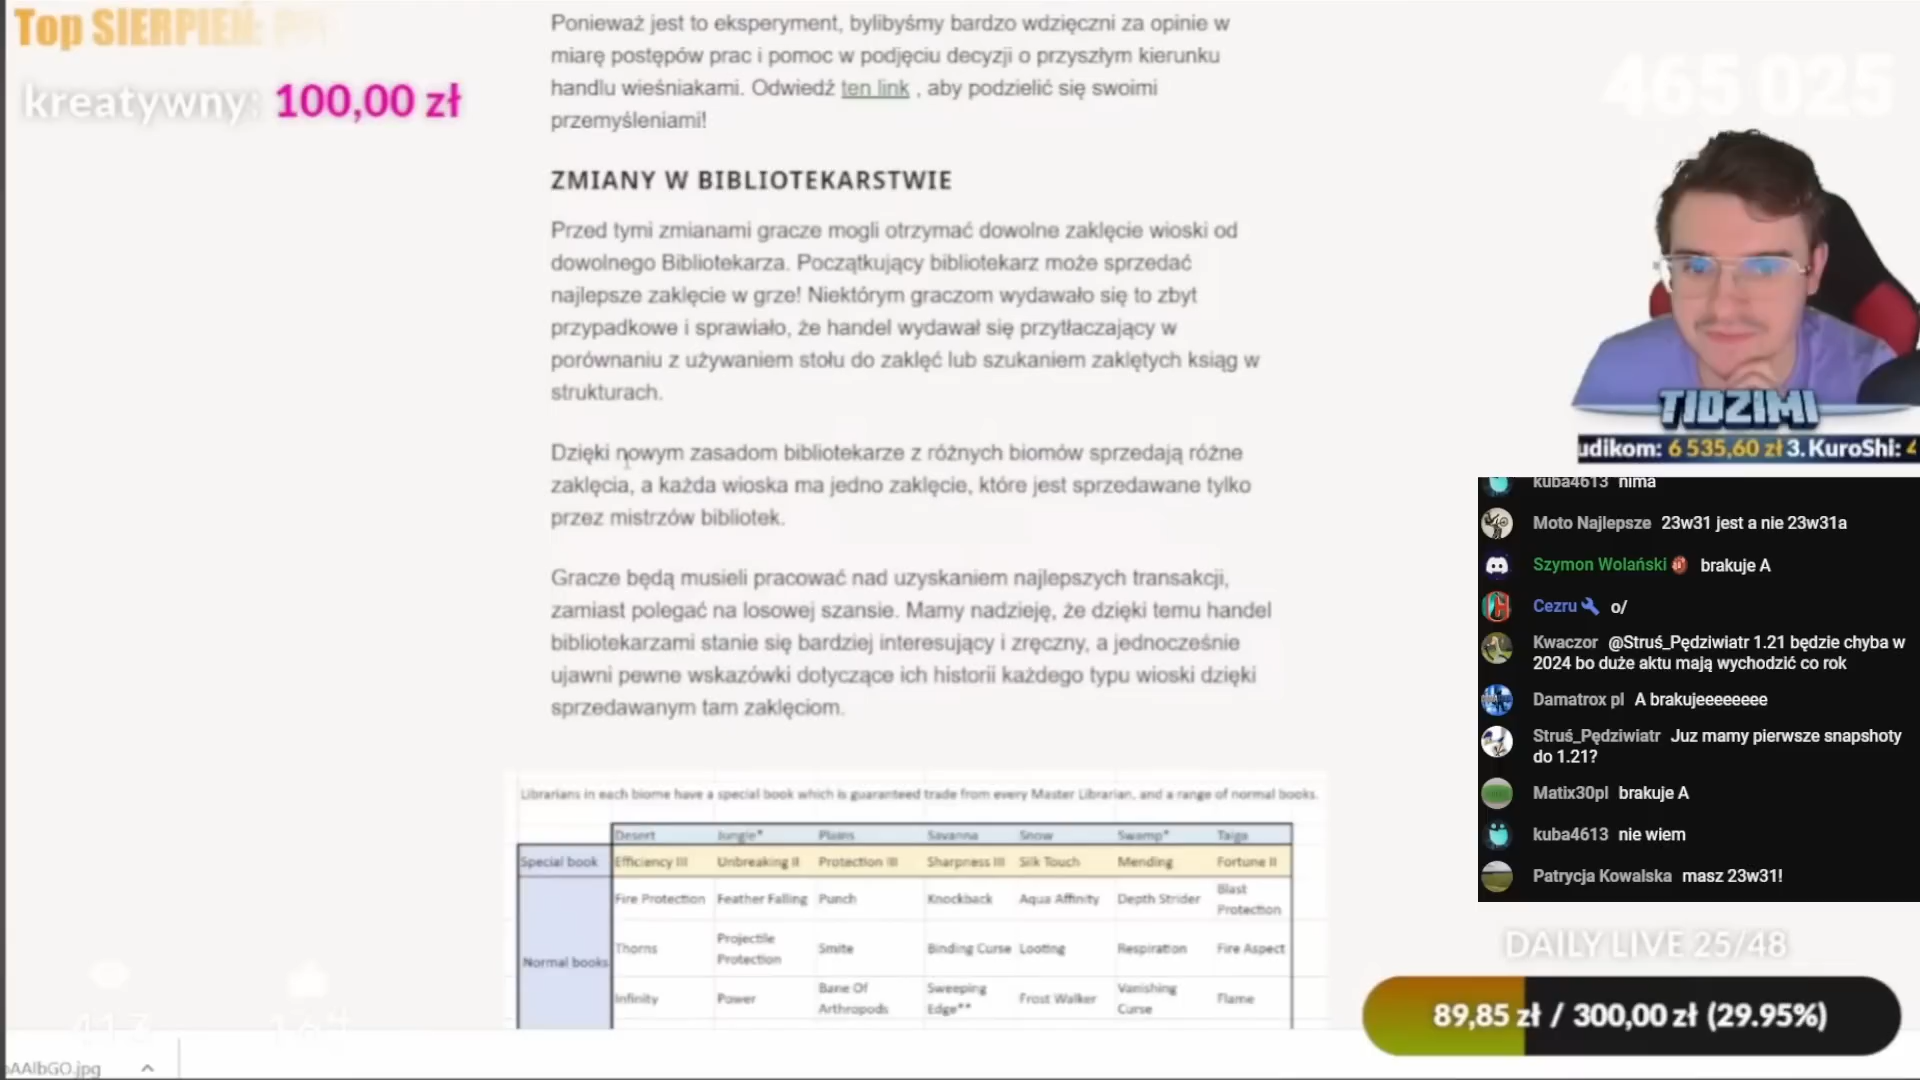 Top SIERPIEŃ:
kreatywny: 100,00 zł
Ponieważ jest to eksperyment, bylibyśmy bardzo wdzięczni za opinie w
miarę postępów prac i pomoc w podjęciu decyzji o przyszłym kierunku
handlu wieśniakami. Odwiedź ten link , aby podzielić się swoimi
przemyśleniami!
ZMIANY W BIBLIOTEKARSTWIE
Przed tymi zmianami gracze mogli otrzymać dowolne zaklęcie wioski od
dowolnego Bibliotekarza. Początkujący bibliotekarz może sprzedać
najlepsze zaklęcie w grze! Niektórym graczom wydawało się to zbyt
przypadkowe i sprawiało, że handel wydawał się przytłaczający w
porównaniu z używaniem stołu do zaklęć lub szukaniem zaklętych ksiąg w
strukturach.
Dzięki nowym zasadom bibliotekarze z różnych biomów sprzedają różne
zaklęcia, a każda wioska ma jedno zaklęcie, które jest sprzedawane tylko
przez mistrzów bibliotek.
Gracze będą musieli pracować nad uzyskaniem najlepszych transakcji,
zamiast polegać na losowej szansie. Mamy nadzieję, że dzięki temu handel
bibliotekarzami stanie się bardziej interesujący i zręczny, a jednocześnie
ujawni pewne wskazówki dotyczące ich historii każdego typu wioski dzięki
sprzedawanym tam zaklęciom.
Librarians in each biome have a special book which is guaranteed trade from every Master Librarian, and a range of normal books.
Desert Jungle* Plains Savanna Snow Swamp* Taiga
Special book Efficiency III Unbreaking II Protection III Sharpness III Silk Touch Mending Fortune II
Fire Protection Feather Falling Punch Knockback Aqua Affinity Depth Strider Blast Protection
Normal books Thorns Projectile Protection Smite Binding Curse Looting Respiration Fire Aspect
Infinity Power Bane Of Arthropods Sweeping Edge** Frost Walker Vanishing Curse Flame
465 025
TIDZIMI
udikom: 6 535,60 zł 3. KuroShi: 4
kuba4613 nima
Moto Najlepsze 23w31 jest a nie 23w31a
Szymon Wolański brakuje A
Cezru o/
Kwaczor @Struś_Pędziwiatr 1.21 będzie chyba w
2024 bo duże aktu mają wychodzić co rok
Damatrox pl A brakujeeeeeeee
Struś_Pędziwiatr Juz mamy pierwsze snapshoty
do 1.21?
Matix30pl brakuje A
kuba4613 nie wiem
Patrycja Kowalska masz 23w31!
DAILY LIVE 25/48
89,85 zł / 300,00 zł (29.95%)
AAlbGO.jpg